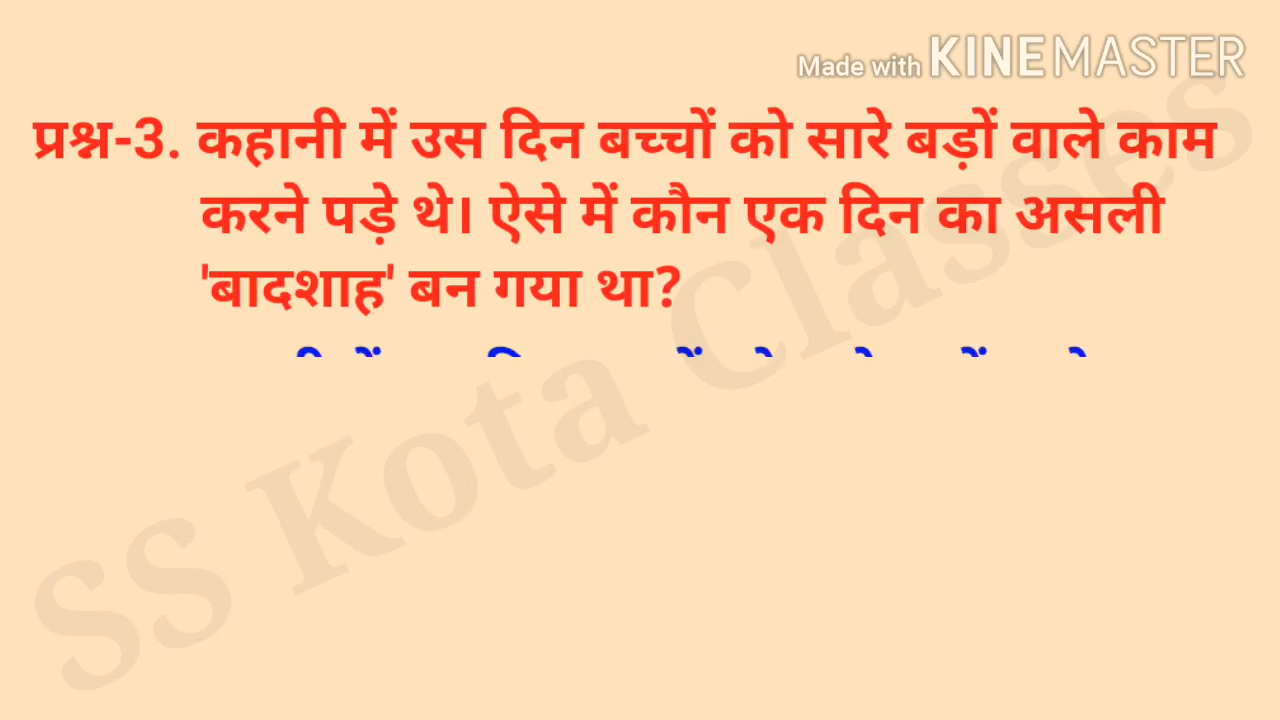 Made with KINEMASTER
प्रश्न-3. कहानी में उस दिन बच्चों को सारे बड़ों वाले काम
करने पड़े थे। ऐसे में कौन एक दिन का असली
'बादशाह' बन गया था?
SS Kota Classes